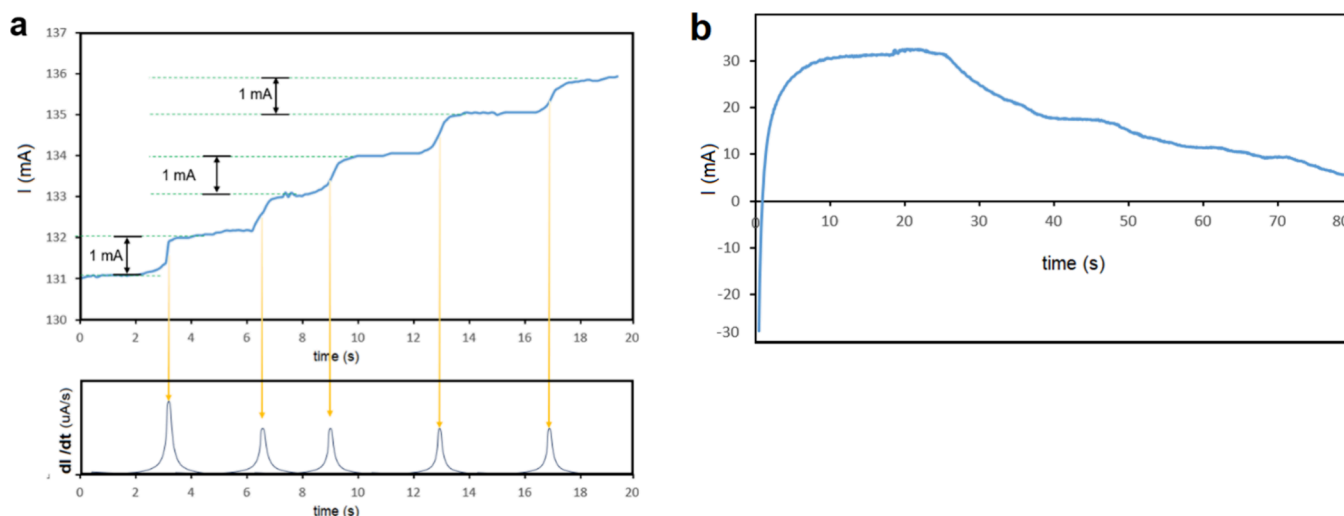 a
I (mA)
137
136
135
134
133
132
131
130
1 mA
1 mA
1 mA
0 2 4 6 8 10 12 14 16 18 20
time (s)
dI /dt (uA/s)
0 2 4 6 8 10 12 14 16 18 20
time (s)
b
I (mA)
30
20
10
0
-10
-20
-30
0 10 20 30 40 50 60 70 80
time (s)